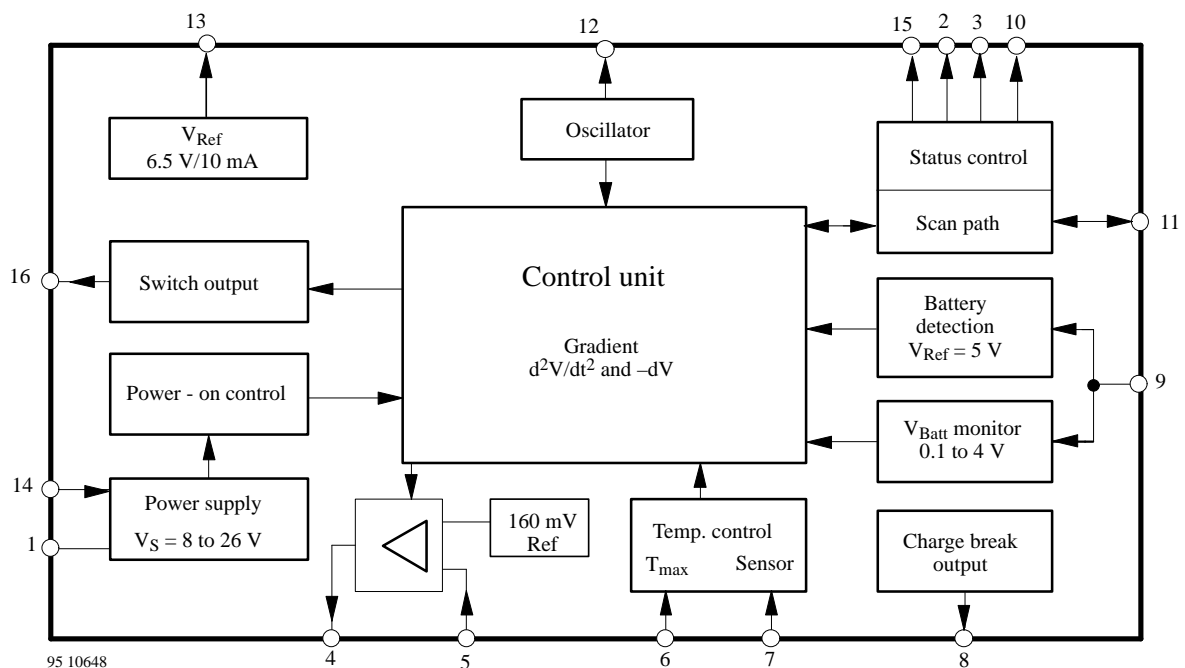 13
12
15
2
3
10
V_Ref
6.5 V/10 mA
Oscillator
Status control
Scan path
11
16
Switch output
Control unit
Gradient
d²V/dt² and –dV
Battery
detection
V_Ref = 5 V
9
Power - on control
V_Batt monitor
0.1 to 4 V
14
Power supply
V_S = 8 to 26 V
1
160 mV
Ref
Temp. control
T_max Sensor
Charge break
output
4
5
6
7
8
95 10648